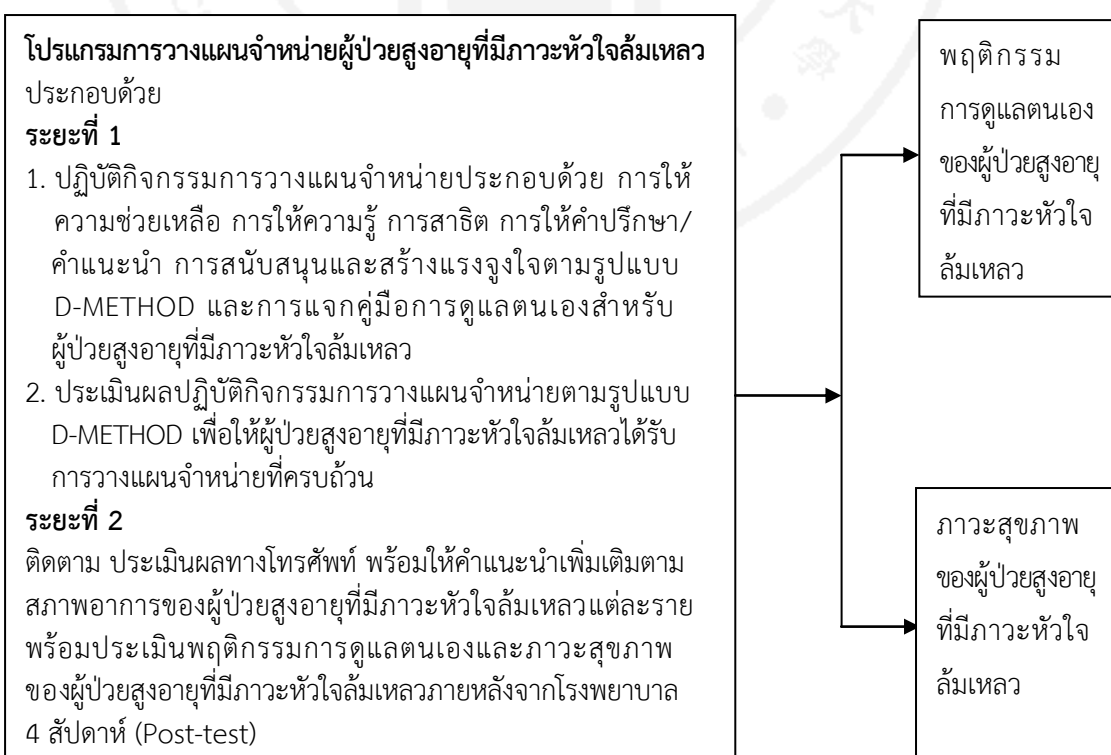 โปรแกรมการวางแผนจำหน่ายผู้ป่วยสูงอายุที่มีภาวะหัวใจล้มเหลว
ประกอบด้วย
ระยะที่ 1
1. ปฏิบัติกิจกรรมการวางแผนจำหน่ายประกอบด้วย การให้
ความช่วยเหลือ การให้ความรู้ การสาธิต การให้คำปรึกษา/
คำแนะนำ การสนับสนุนและสร้างแรงจูงใจตามรูปแบบ
D-METHOD และการแจกคู่มือการดูแลตนเองสำหรับ
ผู้ป่วยสูงอายุที่มีภาวะหัวใจล้มเหลว
2. ประเมินผลปฏิบัติกิจกรรมการวางแผนจำหน่ายตามรูปแบบ
D-METHOD เพื่อให้ผู้ป่วยสูงอายุที่มีภาวะหัวใจล้มเหลวได้รับ
การวางแผนจำหน่ายที่ครบถ้วน
ระยะที่ 2
ติดตาม ประเมินผลทางโทรศัพท์ พร้อมให้คำแนะนำเพิ่มเติมตาม
สภาพอาการของผู้ป่วยสูงอายุที่มีภาวะหัวใจล้มเหลวแต่ละราย
พร้อมประเมินพฤติกรรมการดูแลตนเองและภาวะสุขภาพ
ของผู้ป่วยสูงอายุที่มีภาวะหัวใจล้มเหลวภายหลังจากโรงพยาบาล
4 สัปดาห์ (Post-test)
พฤติกรรม
การดูแลตนเอง
ของผู้ป่วยสูงอายุ
ที่มีภาวะหัวใจ
ล้มเหลว
ภาวะสุขภาพ
ของผู้ป่วยสูงอายุ
ที่มีภาวะหัวใจ
ล้มเหลว